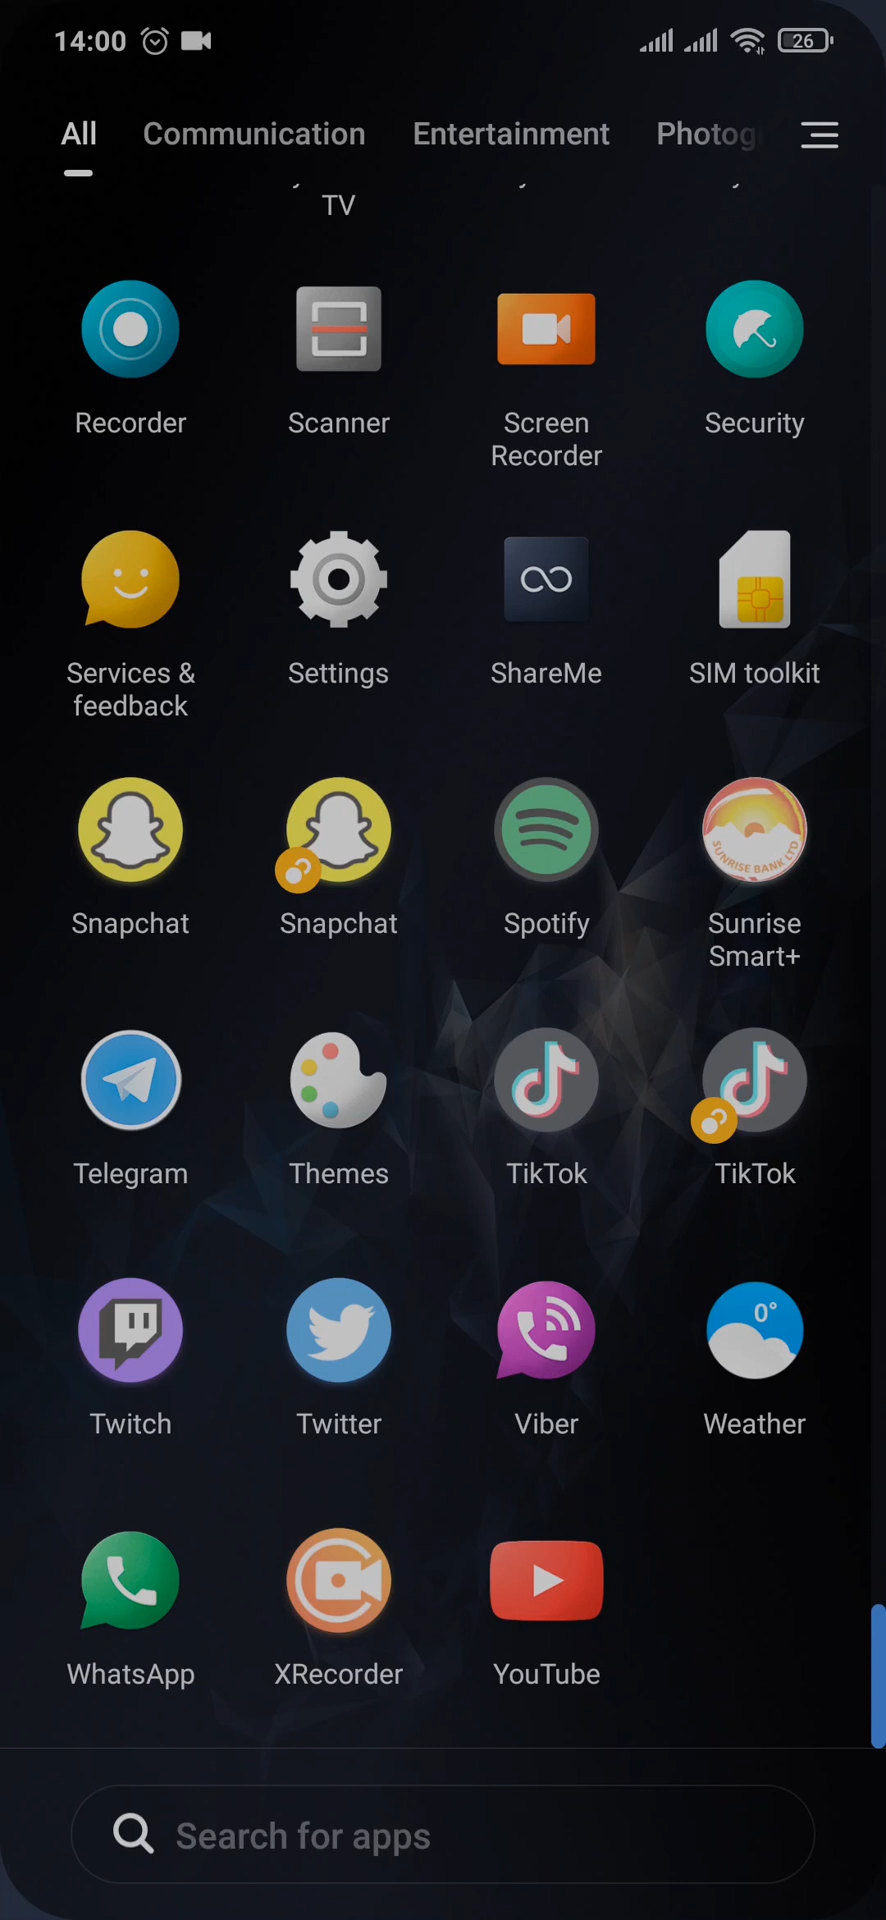 14:00 26
All Communication Entertainment Photog
TV
Recorder Scanner Screen Recorder Security
Services & feedback Settings ShareMe SIM toolkit
SUNRISE BANK LTD
Snapchat Snapchat Spotify Sunrise Smart+
Telegram Themes TikTok TikTok
0°
Twitch Twitter Viber Weather
WhatsApp XRecorder YouTube
Search for apps